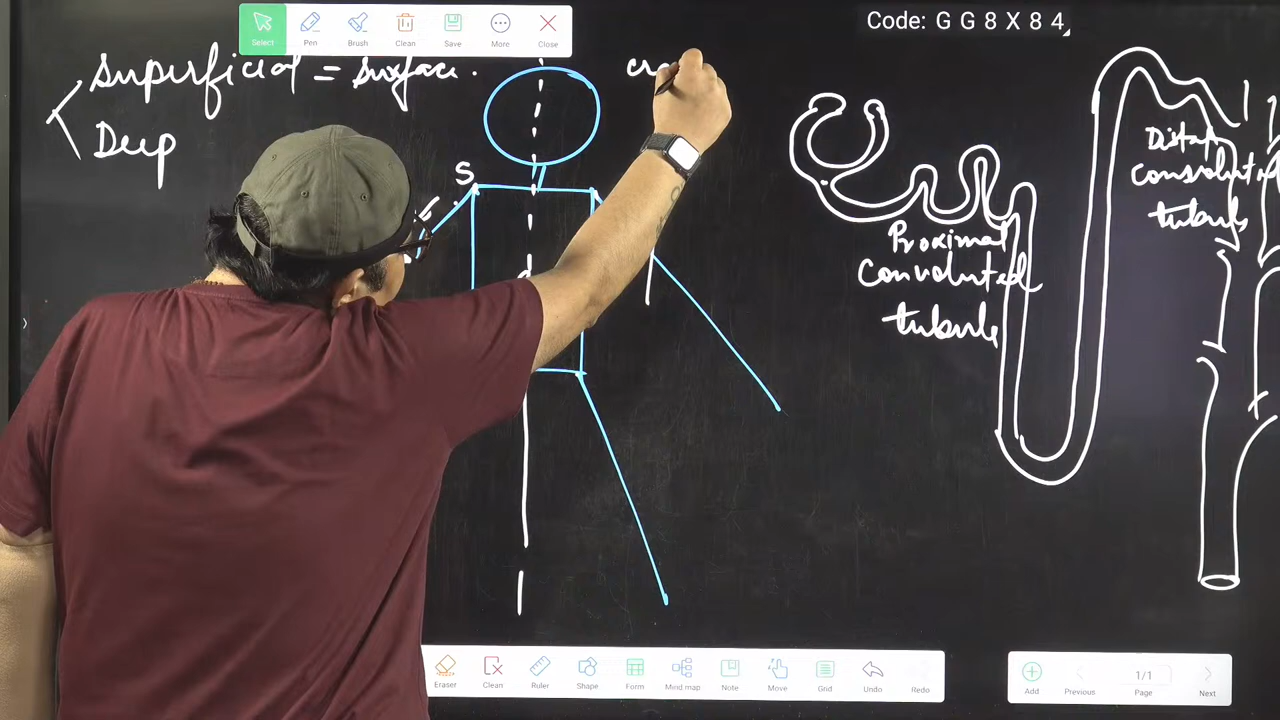 Select
Pen
Brush
Clean
Save
More
Close
Code: G G 8 X 8 4
Superficial = surface.
Deep
S
Proximal
convoluted
tubule
Distal
convoluted
tubule
Eraser
Clean
Ruler
Shape
Form
Mind map
Note
Move
Grid
Undo
Redo
Add
Previous
1/1
Page
Next